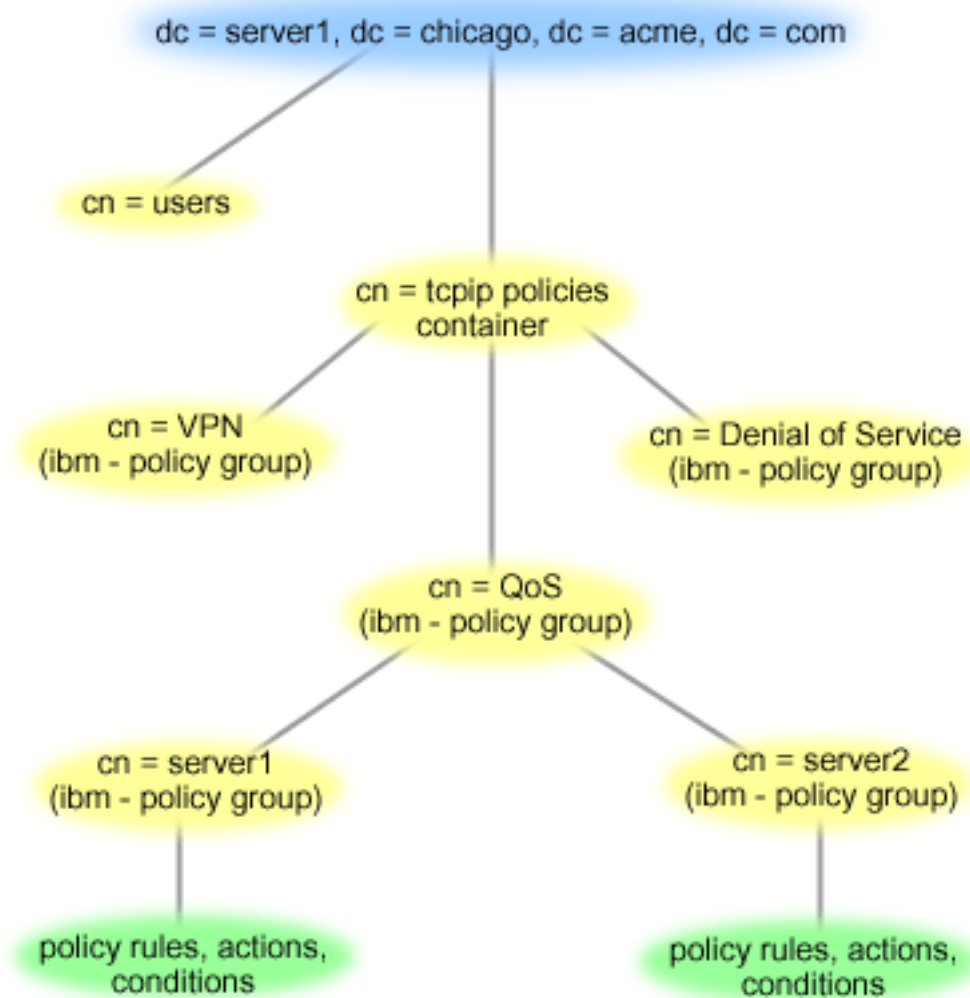 dc = server1, dc = chicago, dc = acme, dc = com
cn = users
cn = tcpip policies
container
cn = VPN
(ibm - policy group)
cn = Denial of Service
(ibm - policy group)
cn = QoS
(ibm - policy group)
cn = server1
(ibm - policy group)
cn = server2
(ibm - policy group)
policy rules, actions,
conditions
policy rules, actions,
conditions